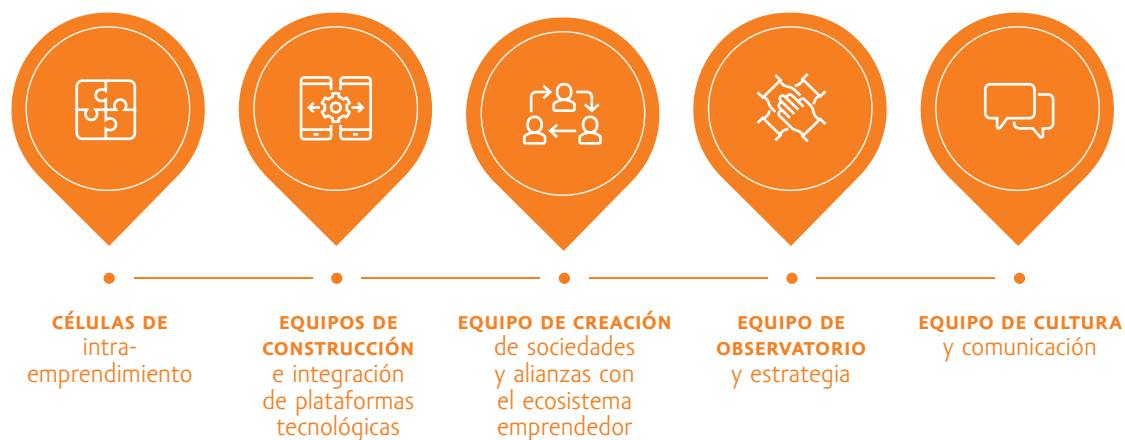 CÉLULAS DE
intra-
emprendimiento
EQUIPOS DE
CONSTRUCCIÓN
e integración
de plataformas
tecnológicas
EQUIPO DE CREACIÓN
de sociedades
y alianzas con
el ecosistema
emprendedor
EQUIPO DE
OBSERVATORIO
y estrategia
EQUIPO DE CULTURA
y comunicación